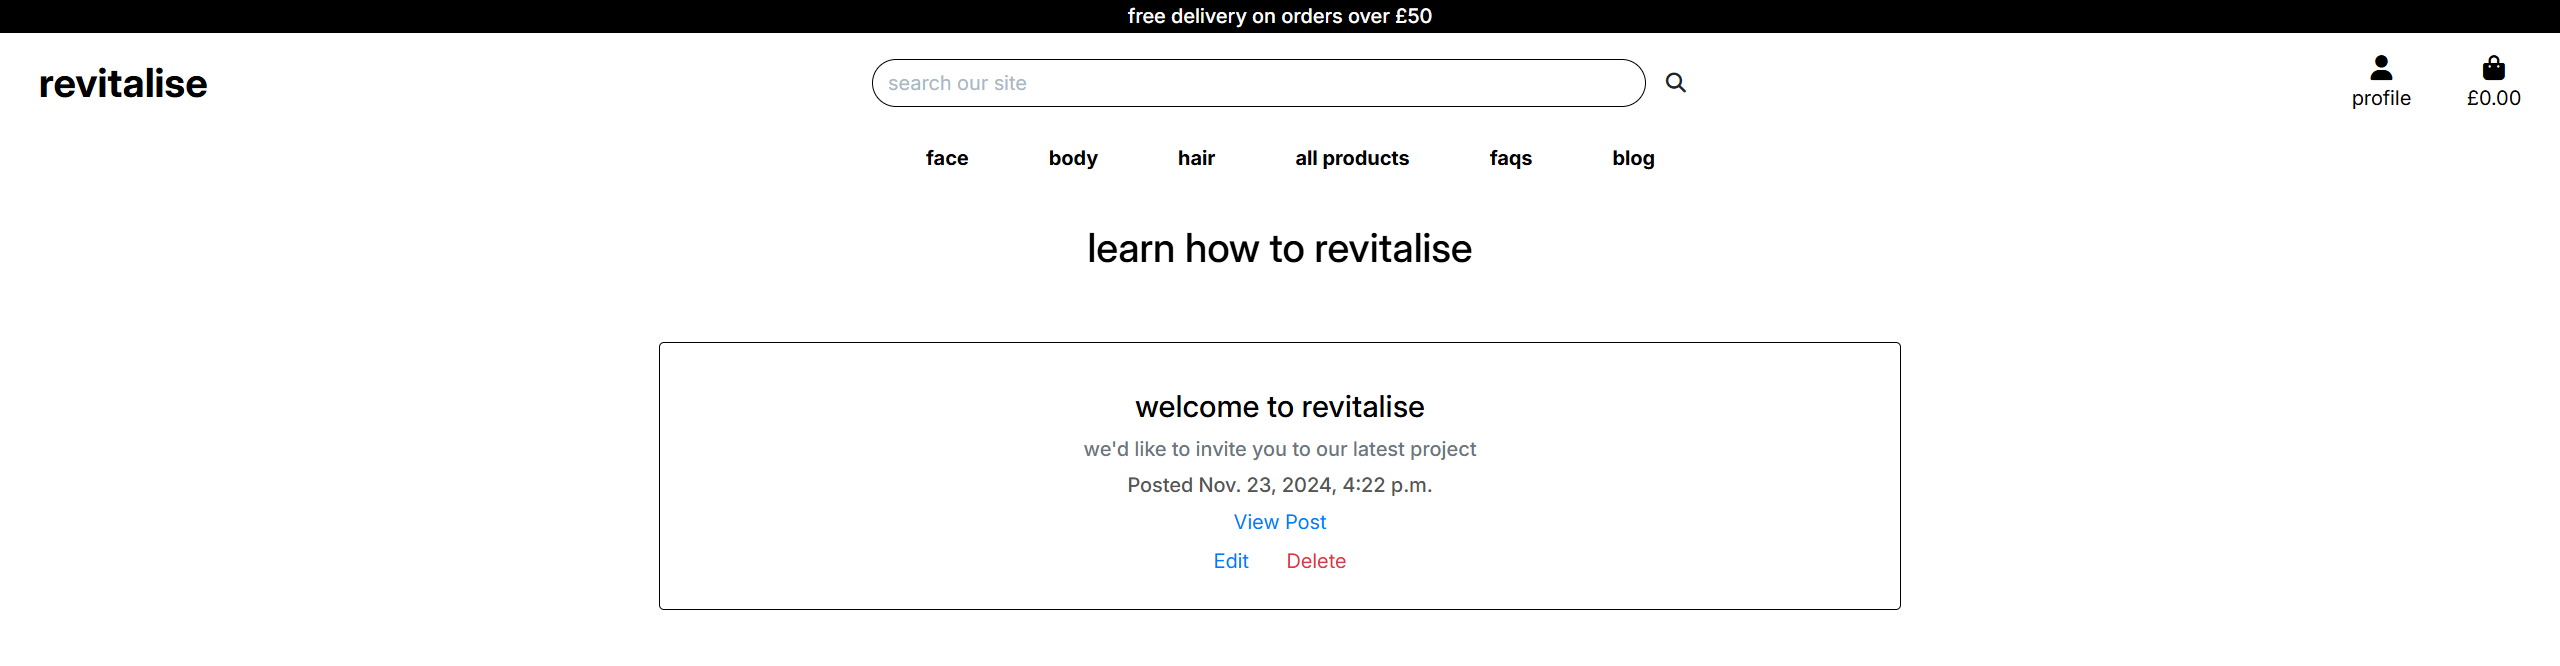 free delivery on orders over £50
revitalise
search our site
profile
£0.00
face body hair all products faqs blog
learn how to revitalise
welcome to revitalise
we'd like to invite you to our latest project
Posted Nov. 23, 2024, 4:22 p.m.
View Post
Edit Delete